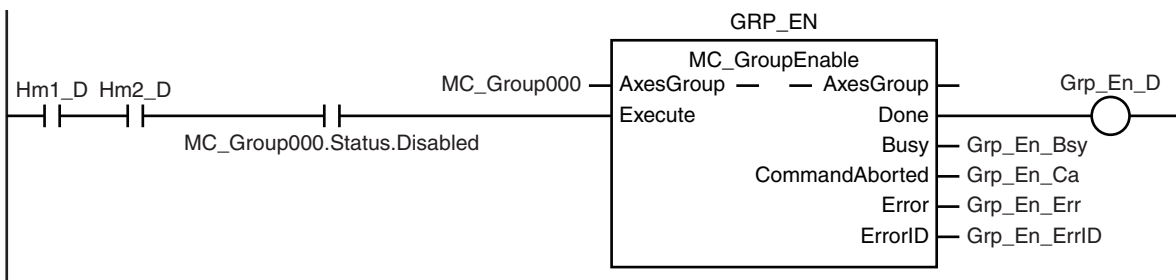 GRP_EN
MC_GroupEnable
MC_Group000 AxesGroup AxesGroup Grp_En_D
Hm1_D Hm2_D
Execute Done
MC_Group000.Status.Disabled
Busy Grp_En_Bsy
CommandAborted Grp_En_Ca
Error Grp_En_Err
ErrorID Grp_En_ErrID